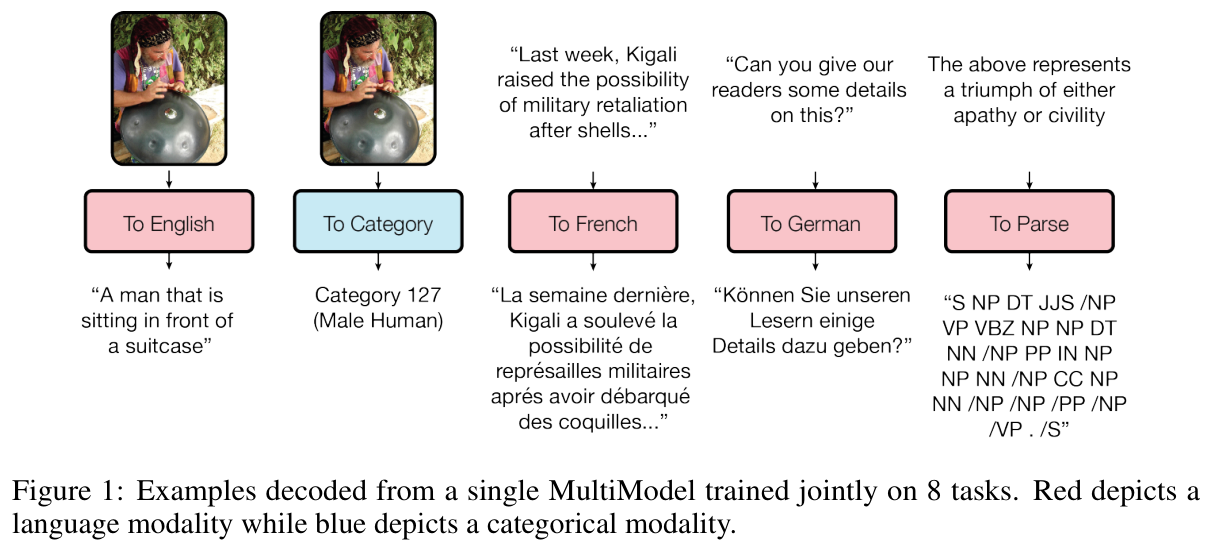 “Last week, Kigali
raised the possibility
of military retaliation
after shells...”
“Can you give our
readers some details
on this?”
The above represents
a triumph of either
apathy or civility
To English
To Category
To French
To German
To Parse
“A man that is
sitting in front of
a suitcase”
Category 127
(Male Human)
“La semaine dernière,
Kigali a soulevé la
possibilité de
représailles militaires
aprés avoir débarqué
des coquilles...”
“Können Sie unseren
Lesern einige
Details dazu geben?”
“S NP DT JJS /NP
VP VBZ NP NP DT
NN /NP PP IN NP
NP NN /NP CC NP
NN /NP /NP /PP /NP
/VP . /S”
Figure 1: Examples decoded from a single MultiModel trained jointly on 8 tasks. Red depicts a
language modality while blue depicts a categorical modality.